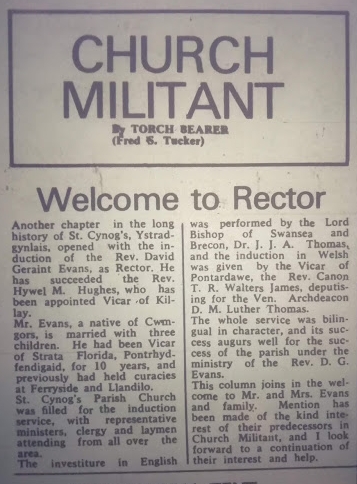 CHURCH
MILITANT
By TORCH BEARER
(Fred G. Tucker)
Welcome to Rector
Another chapter in the long
history of St. Cynog's, Ystrad-
gynlais, opened with the in-
duction of the Rev. David
Geraint Evans, as Rector. He
has succeeded the Rev.
Hywel M. Hughes, who has
been appointed Vicar of Kil-
lay.
Mr. Evans, a native of Cwm-
gors, is married with three
children. He had been Vicar
of Strata Florida, Pontrhyd-
fendigaid, for 10 years, and
previously had held curacies
at Ferryside and Llandilo.
St. Cynog's Parish Church
was filled for the induction
service, with representative
ministers, clergy and laymen
attending from all over the
area.
The investiture in English
was performed by the Lord
Bishop of Swansea and
Brecon, Dr. J. J. A. Thomas,
and the induction in Welsh
was given by the Vicar of
Pontardawe, the Rev. Canon
T. R. Walters James, deputis-
ing for the Ven. Archdeacon
D. M. Luther Thomas.
The whole service was bilin-
gual in character, and its suc-
cess augurs well for the suc-
cess of the parish under the
ministry of the Rev. D. G.
Evans.
This column joins in the wel-
come to Mr. and Mrs. Evans
and family. Mention has
been made of the kind inte-
rest of their predecessors in
Church Militant, and I look
forward to a continuation of
their interest and help.